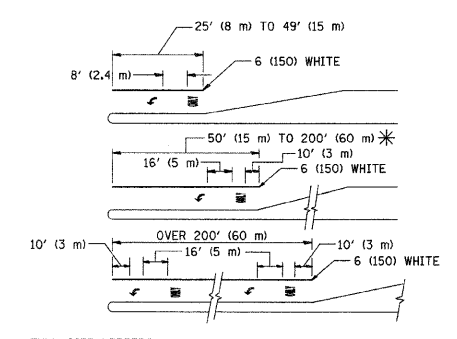 25' (8 m) TO 49' (15 m)
8' (2.4 m)
6 (150) WHITE
50' (15 m) TO 200' (60 m) *
16' (5 m)
10' (3 m)
6 (150) WHITE
OVER 200' (60 m)
10' (3 m)
16' (5 m)
10' (3 m)
6 (150) WHITE